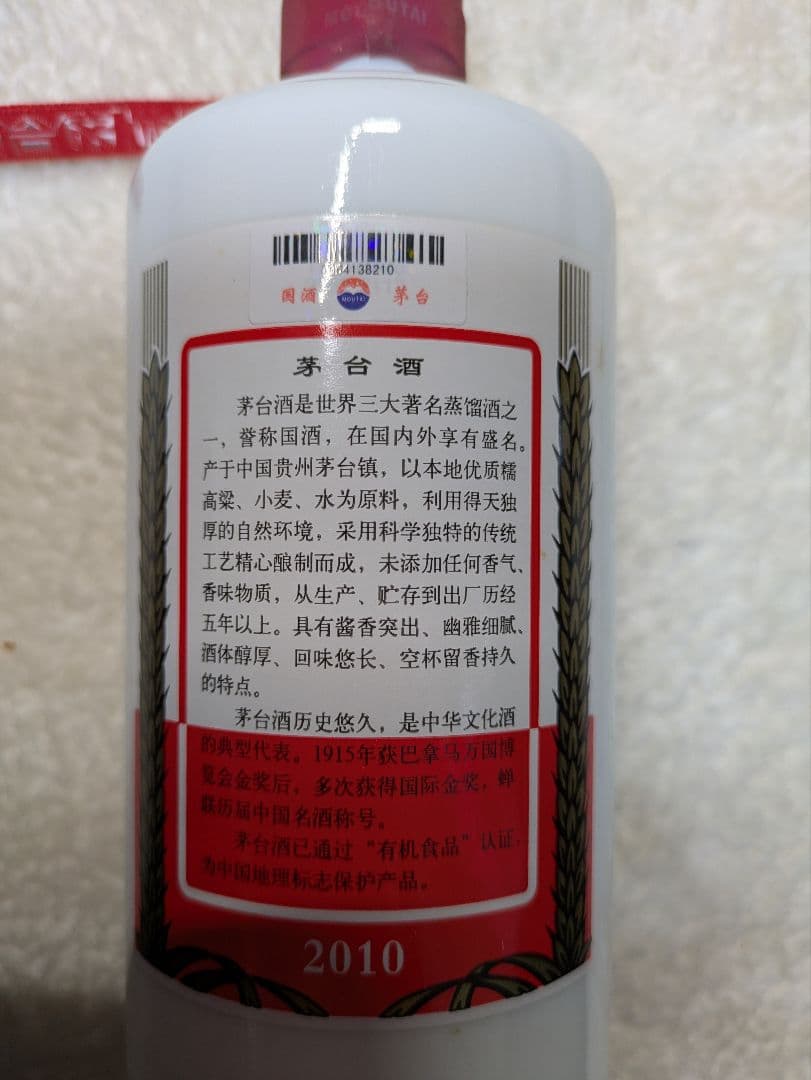 MOUTAI
4138210
国酒 MOUTAI 茅台
茅台酒
茅台酒是世界三大著名蒸馏酒之
一，誉称国酒，在国内外享有盛名。
产于中国贵州茅台镇，以本地优质糯
高粱、小麦、水为原料，利用得天独
厚的自然环境，采用科学独特的传统
工艺精心酿制而成，未添加任何香气、
香味物质，从生产、贮存到出厂历经
五年以上。具有酱香突出、幽雅细腻、
酒体醇厚、回味悠长、空杯留香持久
的特点。
茅台酒历史悠久，是中华文化酒
的典型代表。1915年获巴拿马万国博
览会金奖后，多次获得国际金奖，蝉
联历届中国名酒称号。
茅台酒已通过“有机食品”认证，
为中国地理标志保护产品。
2010